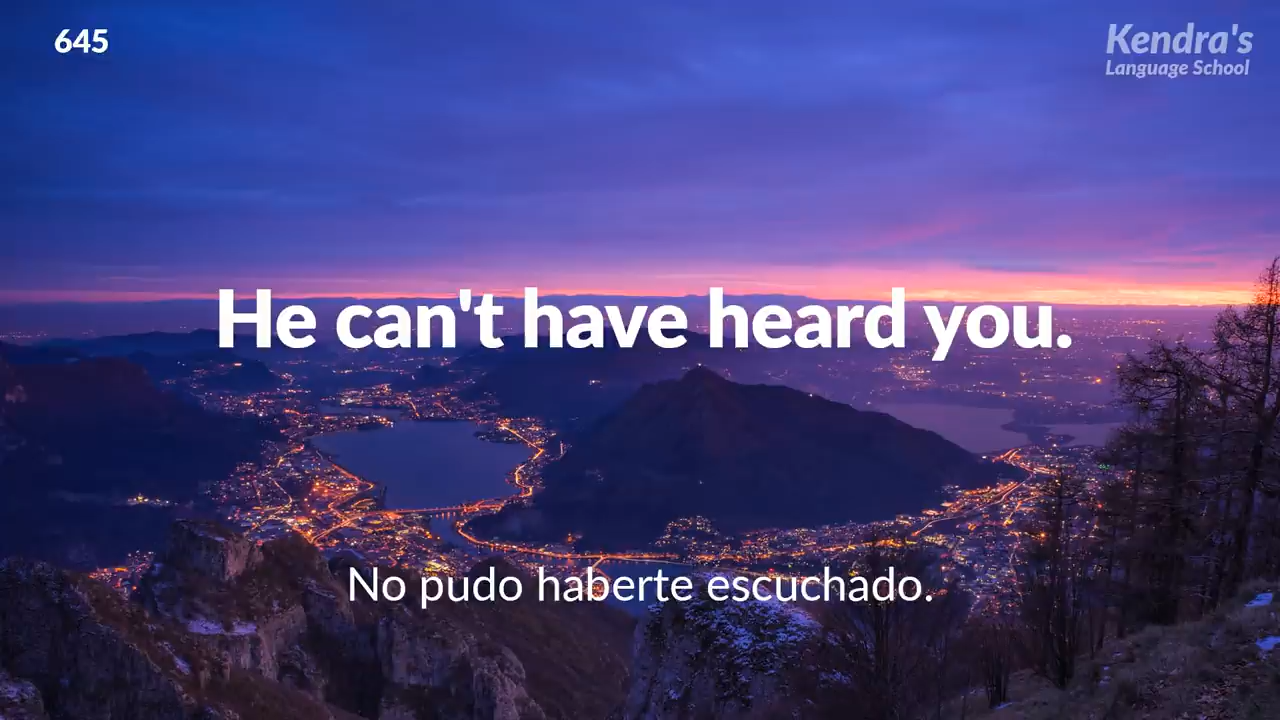 645
Kendra's
Language School
He can't have heard you.
No pudo haberte escuchado.